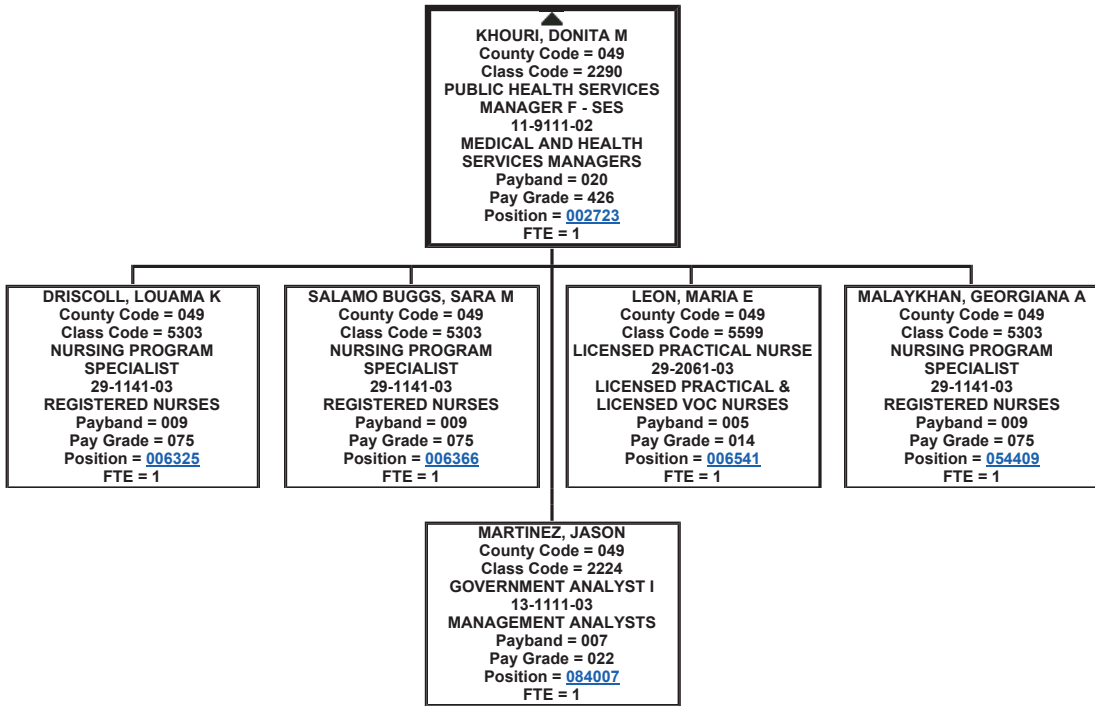 KHOURI, DONITA M
County Code = 049
Class Code = 2290
PUBLIC HEALTH SERVICES
MANAGER F - SES
11-9111-02
MEDICAL AND HEALTH
SERVICES MANAGERS
Payband = 020
Pay Grade = 426
Position = 002723
FTE = 1
DRISCOLL, LOUAMA K
County Code = 049
Class Code = 5303
NURSING PROGRAM
SPECIALIST
29-1141-03
REGISTERED NURSES
Payband = 009
Pay Grade = 075
Position = 006325
FTE = 1
SALAMO BUGGS, SARA M
County Code = 049
Class Code = 5303
NURSING PROGRAM
SPECIALIST
29-1141-03
REGISTERED NURSES
Payband = 009
Pay Grade = 075
Position = 006366
FTE = 1
LEON, MARIA E
County Code = 049
Class Code = 5599
LICENSED PRACTICAL NURSE
29-2061-03
LICENSED PRACTICAL &
LICENSED VOC NURSES
Payband = 005
Pay Grade = 014
Position = 006541
FTE = 1
MALAYKHAN, GEORGIANA A
County Code = 049
Class Code = 5303
NURSING PROGRAM
SPECIALIST
29-1141-03
REGISTERED NURSES
Payband = 009
Pay Grade = 075
Position = 054409
FTE = 1
MARTINEZ, JASON
County Code = 049
Class Code = 2224
GOVERNMENT ANALYST I
13-1111-03
MANAGEMENT ANALYSTS
Payband = 007
Pay Grade = 022
Position = 084007
FTE = 1